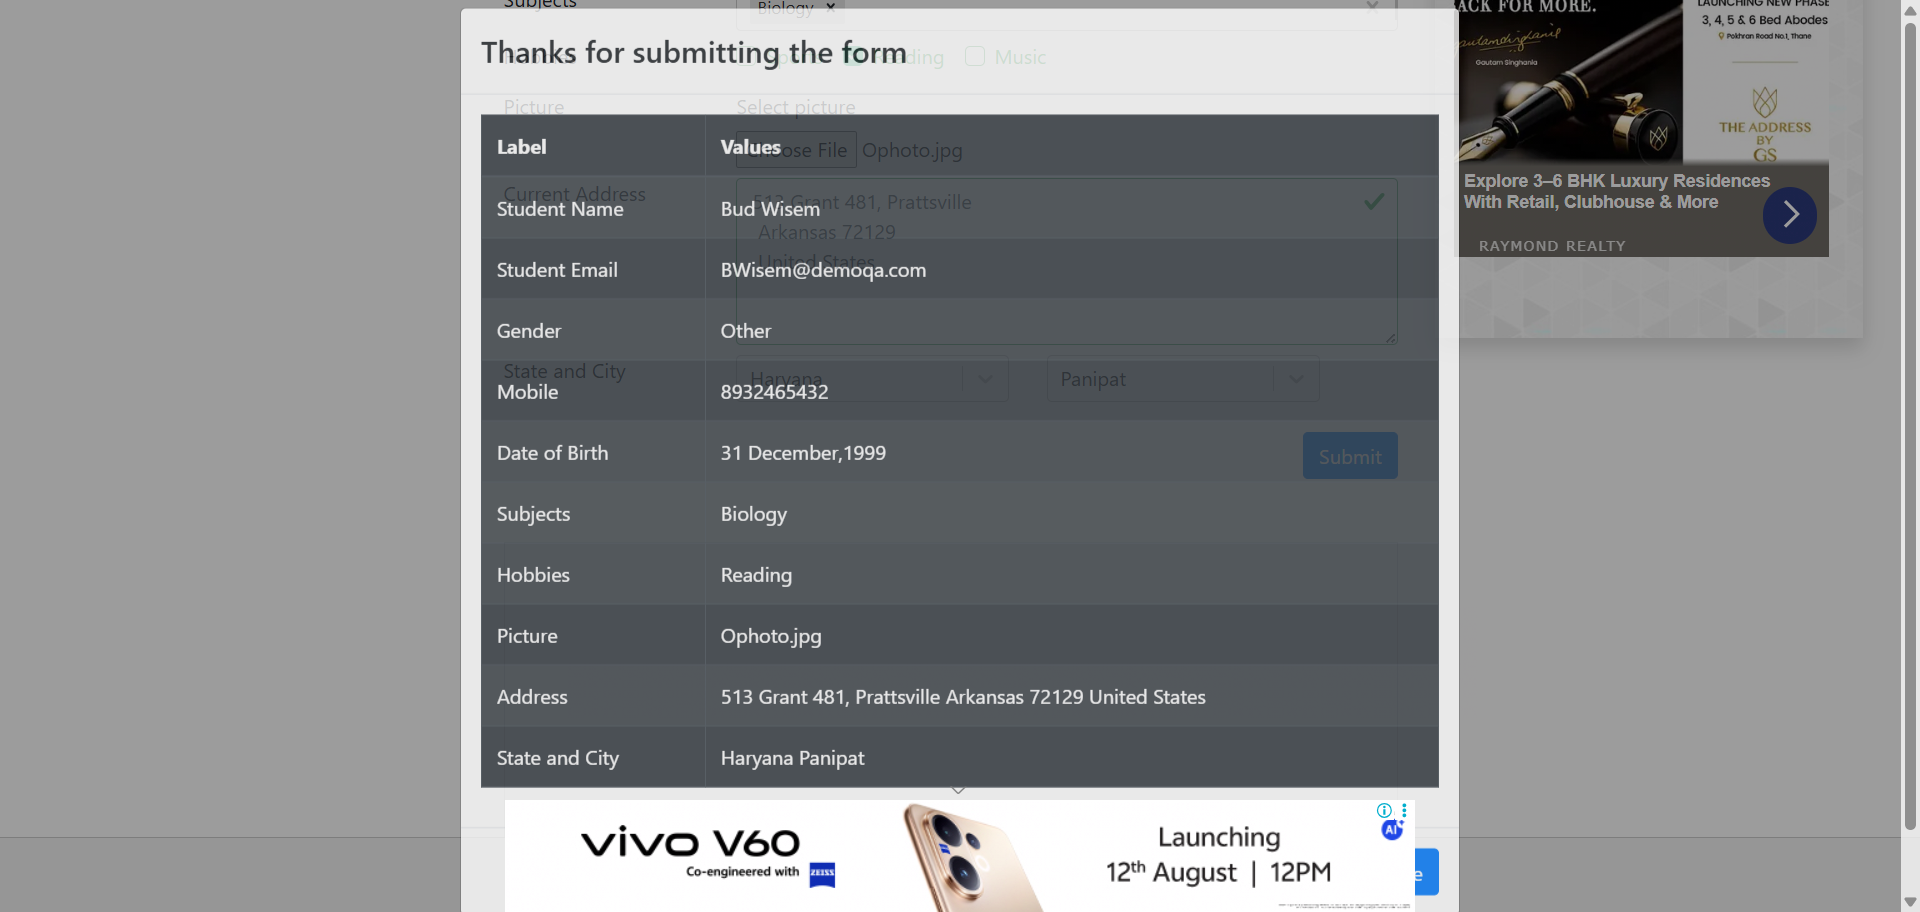 Subjects
Biology ×
Thanks for submitting the form
Reading
Music
Picture
Select picture
Label
Values
Choose File Ophoto.jpg
Current Address
513 Grant 481, Prattsville
Arkansas 72129
United States
Student Name
Bud Wisem
Student Email
BWisem@demoqa.com
Gender
Other
State and City
Haryana
Panipat
Mobile
8932465432
Date of Birth
31 December,1999
Submit
Subjects
Biology
Hobbies
Reading
Picture
Ophoto.jpg
Address
513 Grant 481, Prattsville Arkansas 72129 United States
State and City
Haryana Panipat
ACK FOR MORE.
Gautam Singhania
LAUNCHING NEW PHASE
3, 4, 5 & 6 Bed Abodes
Pokhran Road No.1, Thane
THE ADDRESS
BY
GS
Explore 3–6 BHK Luxury Residences
With Retail, Clubhouse & More
RAYMOND REALTY
vivo V60
Co-engineered with ZEISS
Launching
12th August | 12PM
AI
e